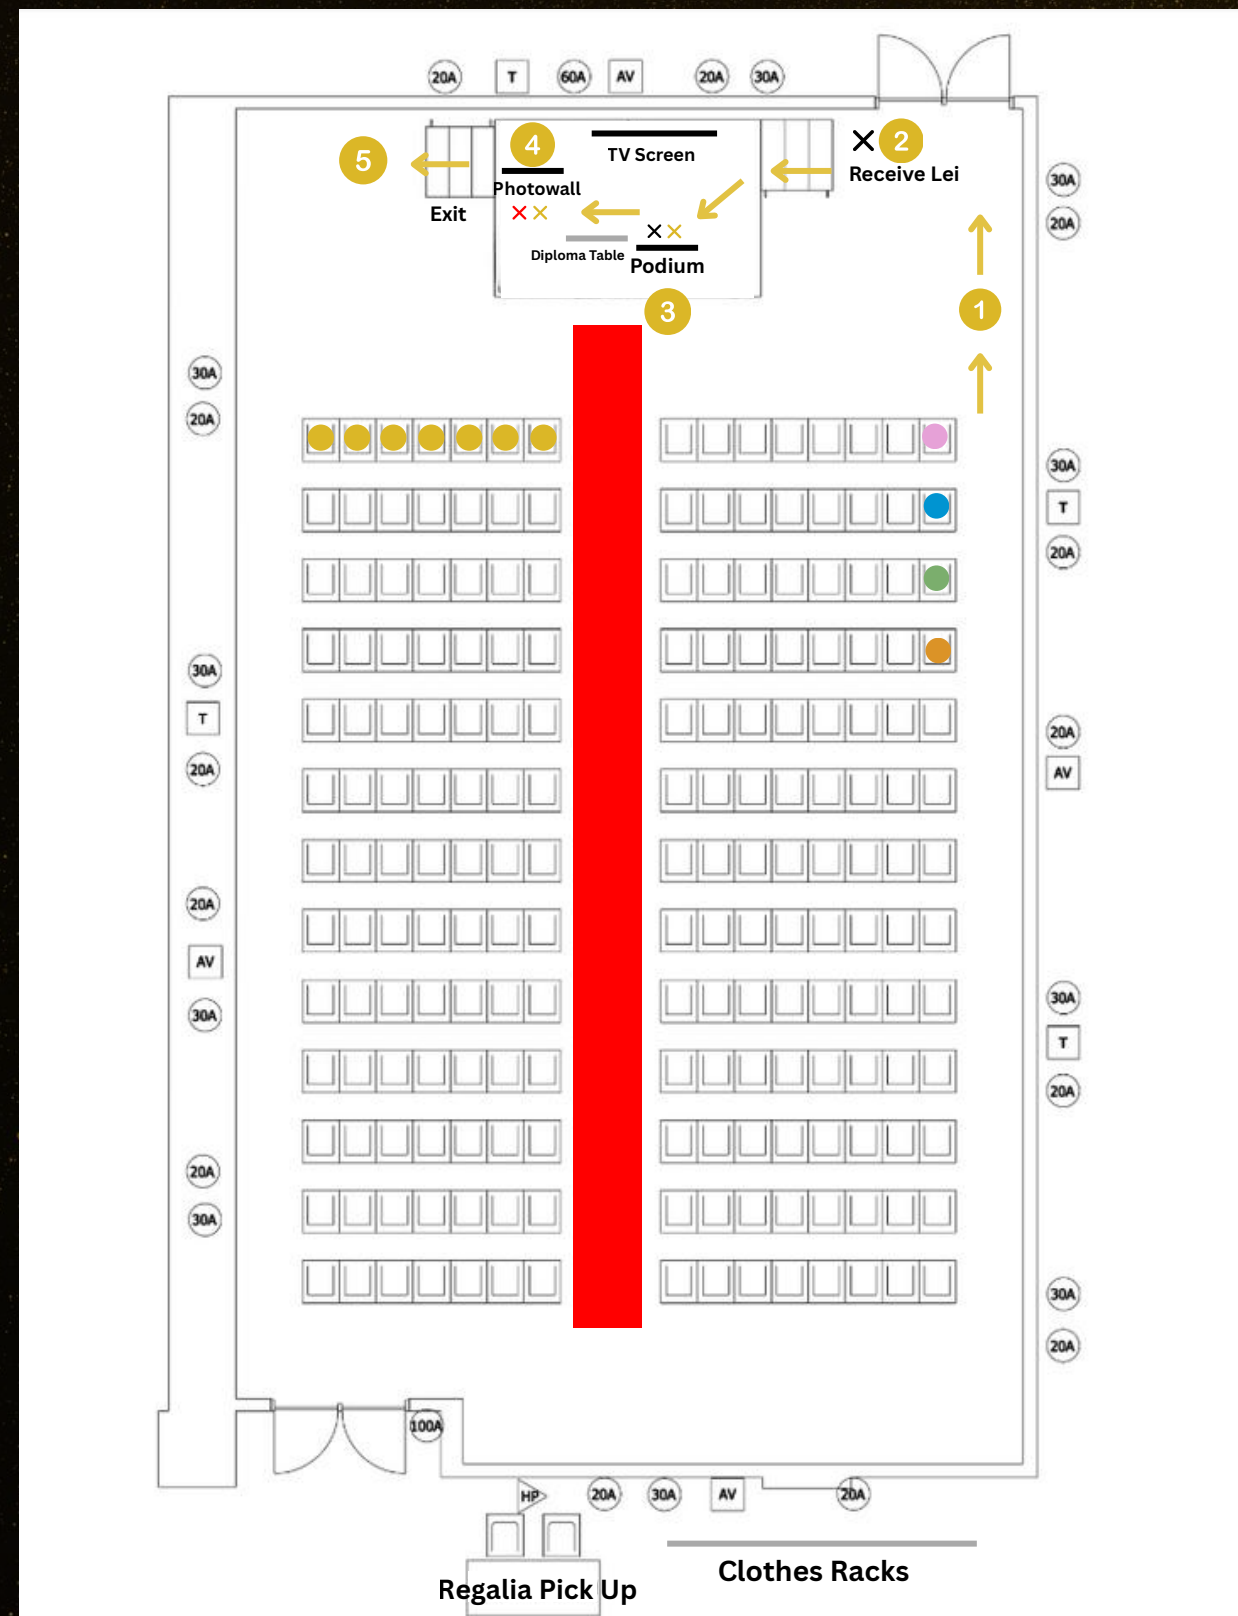 20A T 60A AV 20A 30A
4 2
5 TV Screen
Receive Lei
Photowall
30A
Exit
20A
Diploma Table
Podium
3 1
30A
20A
30A
T
20A
30A
T
20A
20A
AV
20A
AV
30A
30A
T
20A
20A
30A
30A
20A
100A
HP 20A 30A AV 20A
Clothes Racks
Regalia Pick Up